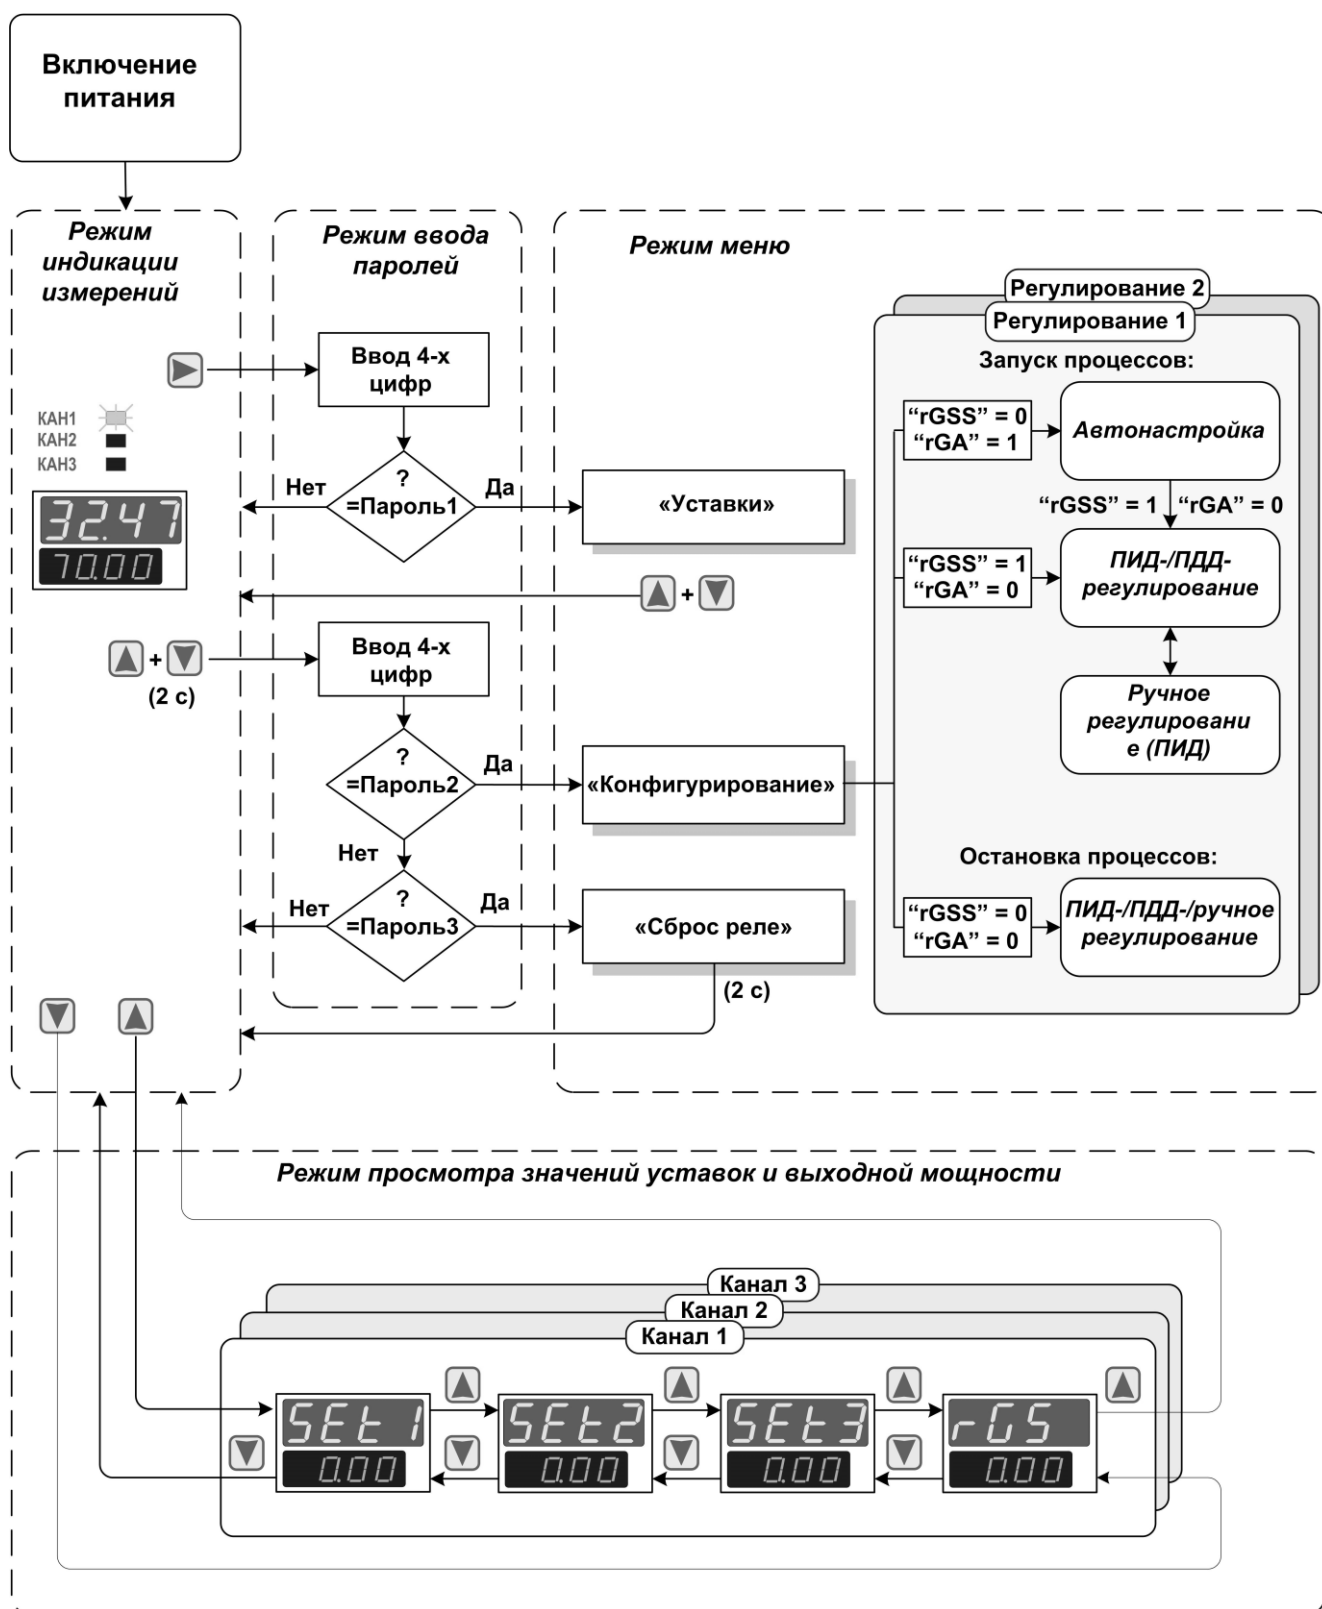 Включение
питания
Режим
индикации
измерений
КАН1
КАН2
КАН3
32.47
70.00
(2 с)
Режим ввода
паролей
Ввод 4-х
цифр
?
=Пароль1
Нет
Да
Ввод 4-х
цифр
?
=Пароль2
Да
Нет
?
=Пароль3
Нет
Да
Режим меню
«Уставки»
+
+
«Конфигурирование»
«Сброс реле»
(2 с)
Регулирование 2
Регулирование 1
Запуск процессов:
“rGSS” = 0
“rGA” = 1
Автонастройка
“rGSS” = 1
“rGA” = 0
“rGSS” = 1
“rGA” = 0
ПИД-/ПДД-
регулирование
Ручное
регулировани
е (ПИД)
Остановка процессов:
“rGSS” = 0
“rGA” = 0
ПИД-/ПДД-/ручное
регулирование
Режим просмотра значений уставок и выходной мощности
Канал 3
Канал 2
Канал 1
SEt1
0.00
SEt2
0.00
SEt3
0.00
rGS
0.00